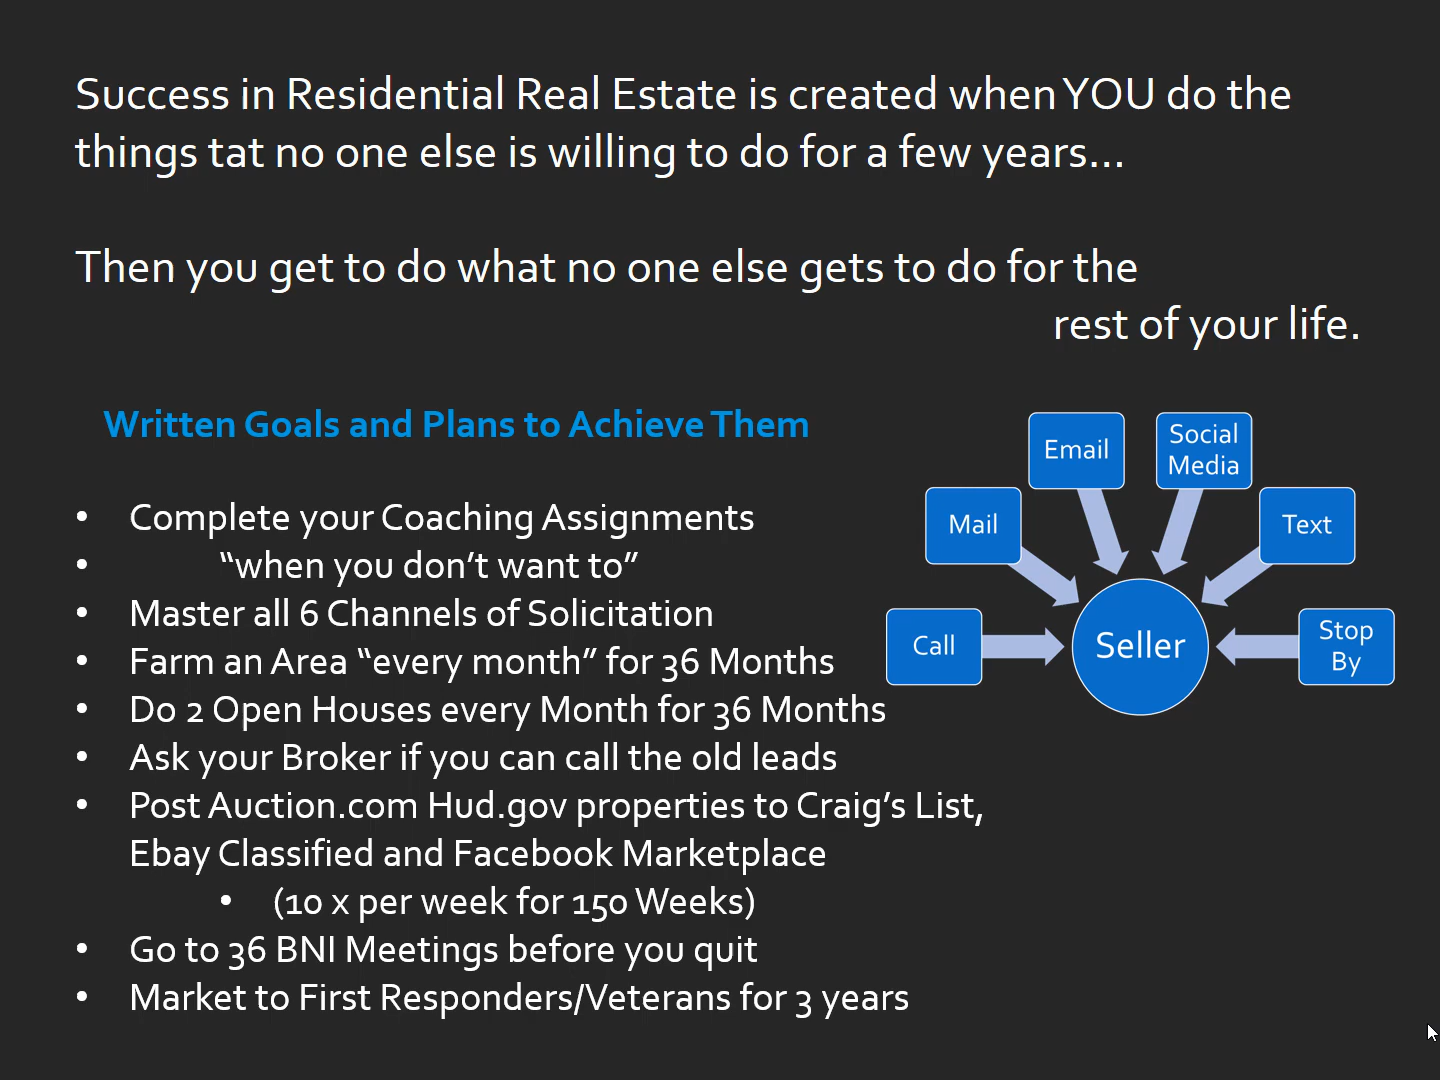 Success in Residential Real Estate is created when YOU do the
things tat no one else is willing to do for a few years...
Then you get to do what no one else gets to do for the
rest of your life.
Written Goals and Plans to Achieve Them
• Complete your Coaching Assignments
• “when you don’t want to”
• Master all 6 Channels of Solicitation
• Farm an Area “every month” for 36 Months
• Do 2 Open Houses every Month for 36 Months
• Ask your Broker if you can call the old leads
• Post Auction.com Hud.gov properties to Craig’s List,
Ebay Classified and Facebook Marketplace
• (10 x per week for 150 Weeks)
• Go to 36 BNI Meetings before you quit
• Market to First Responders/Veterans for 3 years
Call
Mail
Email
Social
Media
Text
Stop
By
Seller